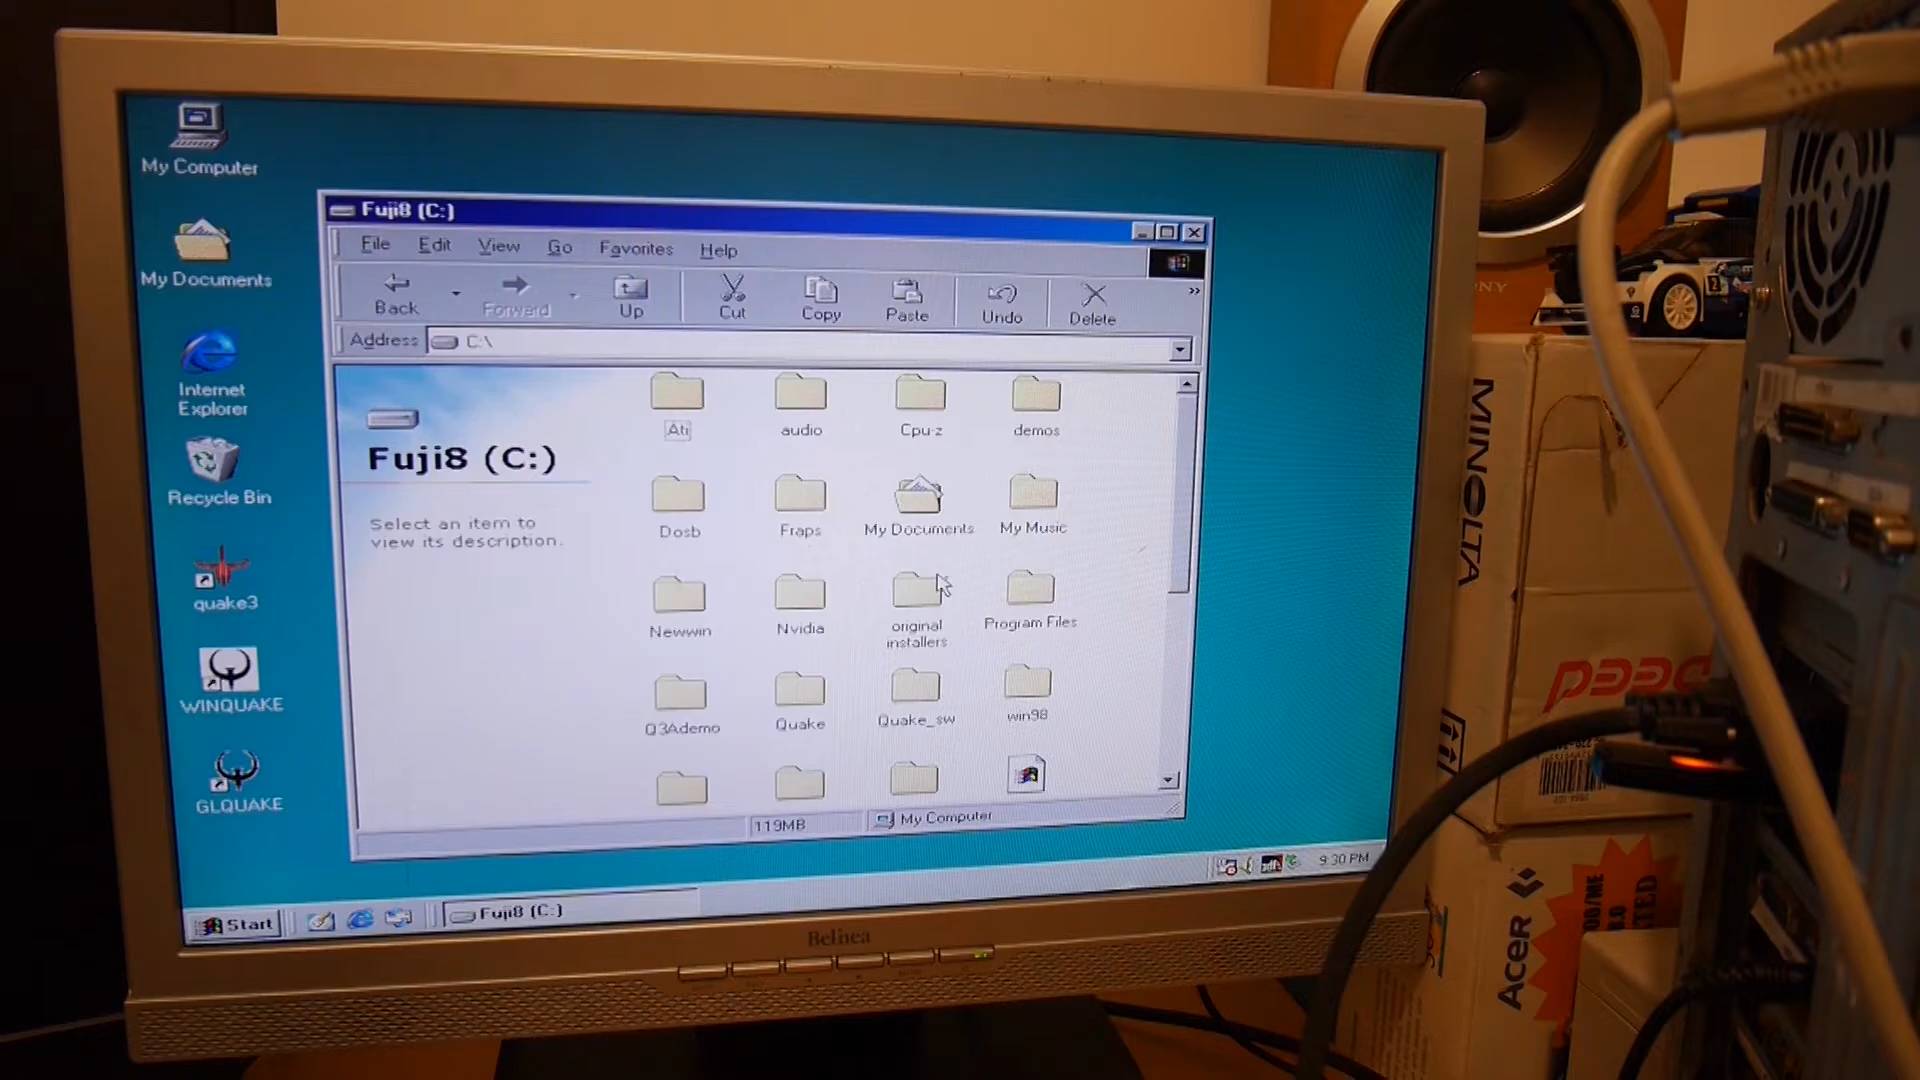 My Computer
My Documents
Internet
Explorer
Recycle Bin
quake3
WINQUAKE
GLQUAKE
Fuji8 (C:)
File Edit View Go Favorites Help
Back Forward Up Cut Copy Paste Undo Delete
Address C:\
Fuji8 (C:)
Select an item to
view its description.
Ati audio Cpu-z demos
Dosb Fraps My Documents My Music
Newwin Nvidia original
installers Program Files
Q3Ademo Quake Quake_sw win98
119MB My Computer
Start Fuji8 (C:) 9:30 PM
Belinea
MINOLTA
Acer